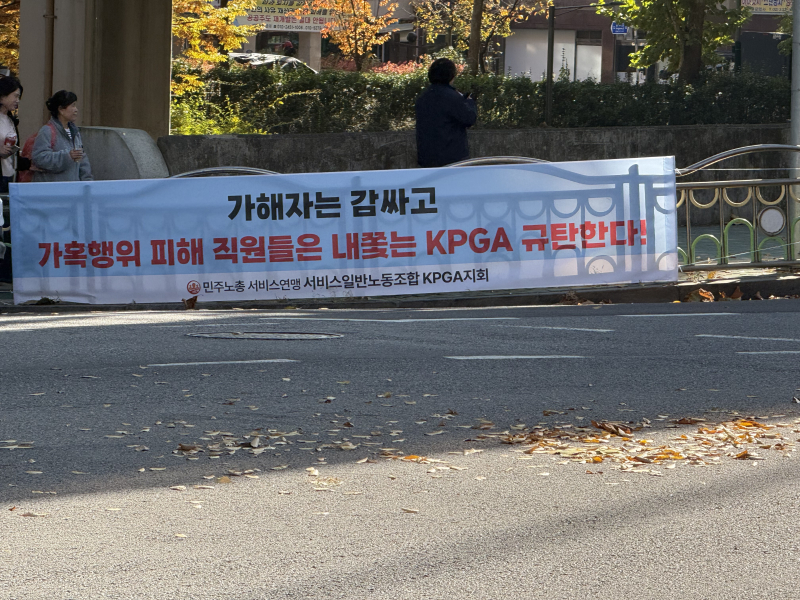 가해자는 감싸고
가혹행위 피해 직원들은 내쫓는 KPGA 규탄한다!
민주노총 서비스연맹 서비스일반노동조합 KPGA지회